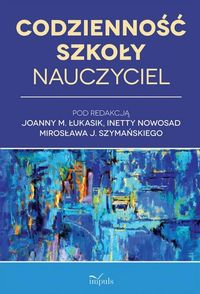 CODZIENNOŚĆ
SZKOŁY
NAUCZYCIEL
POD REDAKCJĄ
JOANNY M. ŁUKASIK, INETTY NOWOSAD
MIROSŁAWA J. SZYMAŃSKIEGO
impuls